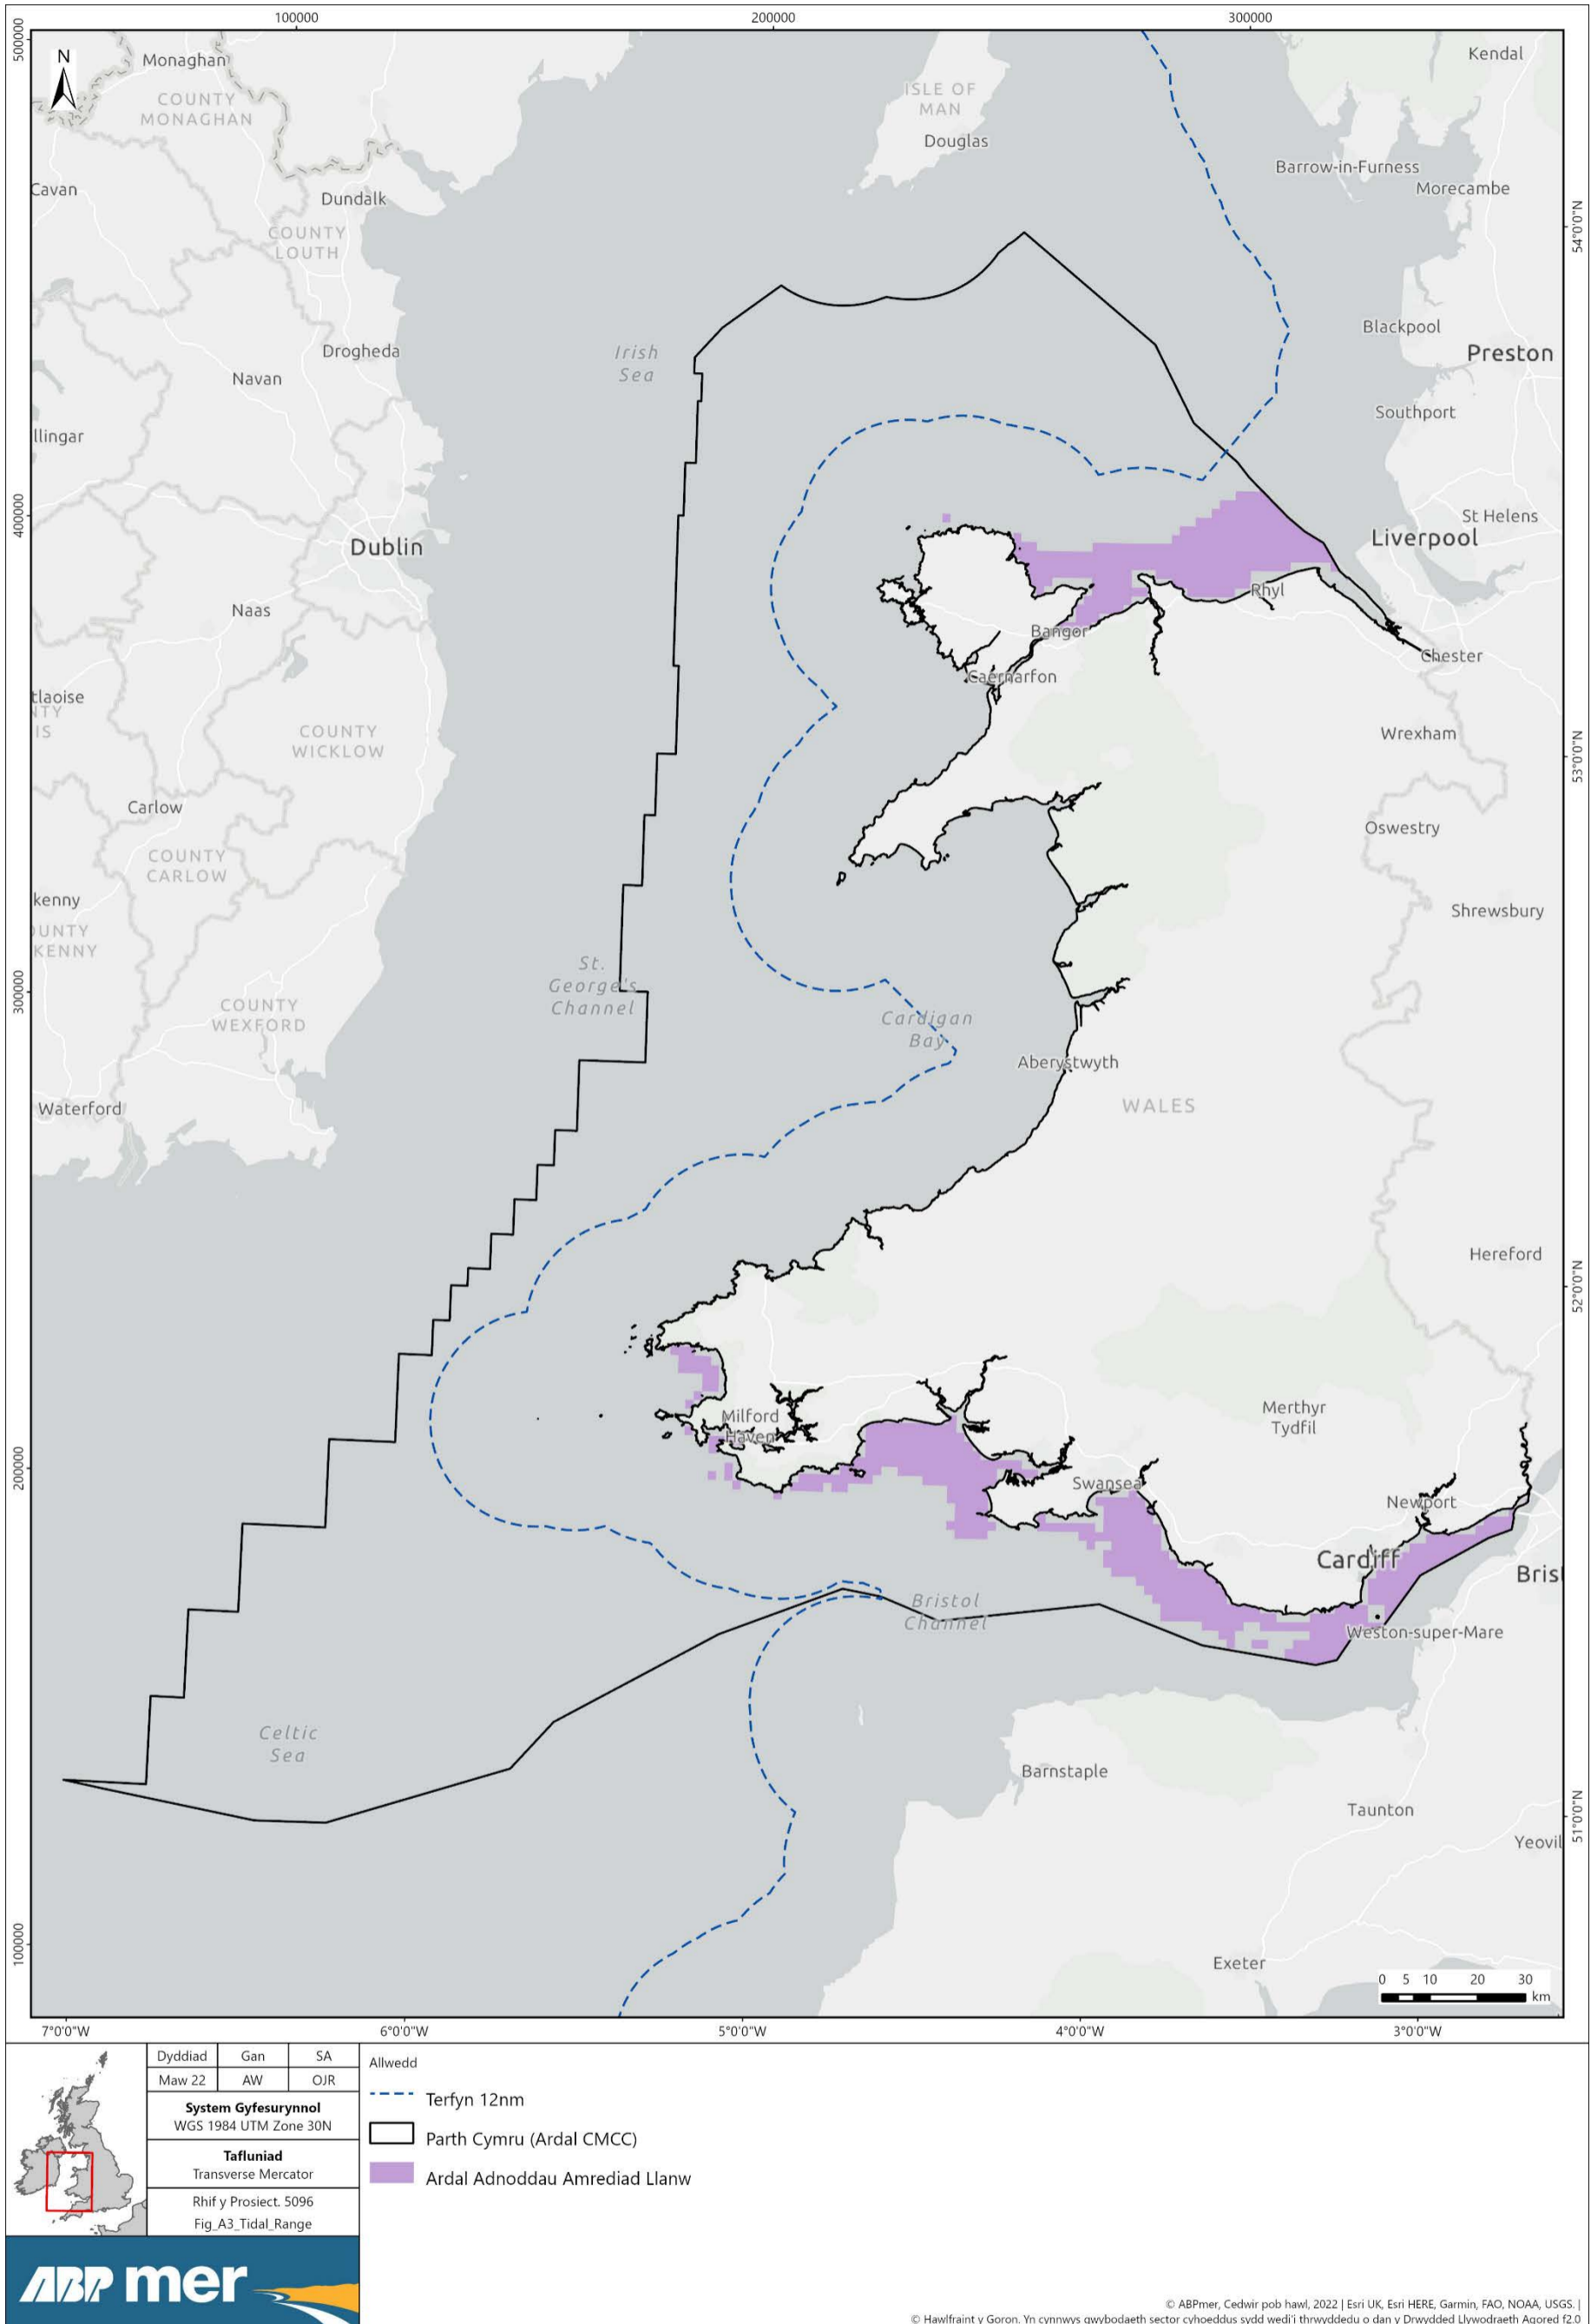 100000
200000
300000
500000
400000
300000
200000
100000
54°0'0"N
53°0'0"N
52°0'0"N
51°0'0"N
N
Monaghan
COUNTY
MONAGHAN
Cavan
Dundalk
COUNTY
LOUTH
ISLE OF
MAN
Douglas
Kendal
Barrow-in-Furness
Morecambe
Drogheda
Navan
Irish
Sea
Blackpool
Preston
Southport
llingar
St Helens
Liverpool
Dublin
Naas
Rhyl
Bangor
Caernarfon
Chester
tlaoise
NTY
IS
COUNTY
WICKLOW
Wrexham
Carlow
COUNTY
CARLOW
Oswestry
kenny
OUNTY
KENNY
Shrewsbury
St.
George's
Channel
COUNTY
WEXFORD
Cardigan
Bay
Aberystwyth
WALES
Waterford
Hereford
Milford
Haven
Merthyr
Tydfil
Swansea
Newport
Cardiff
Bris
Bristol
Channel
Weston-super-Mare
Celtic
Sea
Barnstaple
Taunton
Yeovil
Exeter
0 5 10 20 30
km
7°0'0"W
6°0'0"W
5°0'0"W
4°0'0"W
3°0'0"W
Dyddiad Gan SA
Maw 22 AW OJR
System Gyfesurynnol
WGS 1984 UTM Zone 30N
Tafluniad
Transverse Mercator
Rhif y Prosiect. 5096
Fig_A3_Tidal_Range
ABP mer
Allwedd
Terfyn 12nm
Parth Cymru (Ardal CMCC)
Ardal Adnoddau Amrediad Llanw
© ABPmer, Cedwir pob hawl, 2022 | Esri UK, Esri HERE, Garmin, FAO, NOAA, USGS. |
© Hawlfraint y Goron. Yn cynnwys gwybodaeth sector cyhoeddus sydd wedi'i thrwyddedu o dan y Drwydded Llywodraeth Agored f2.0